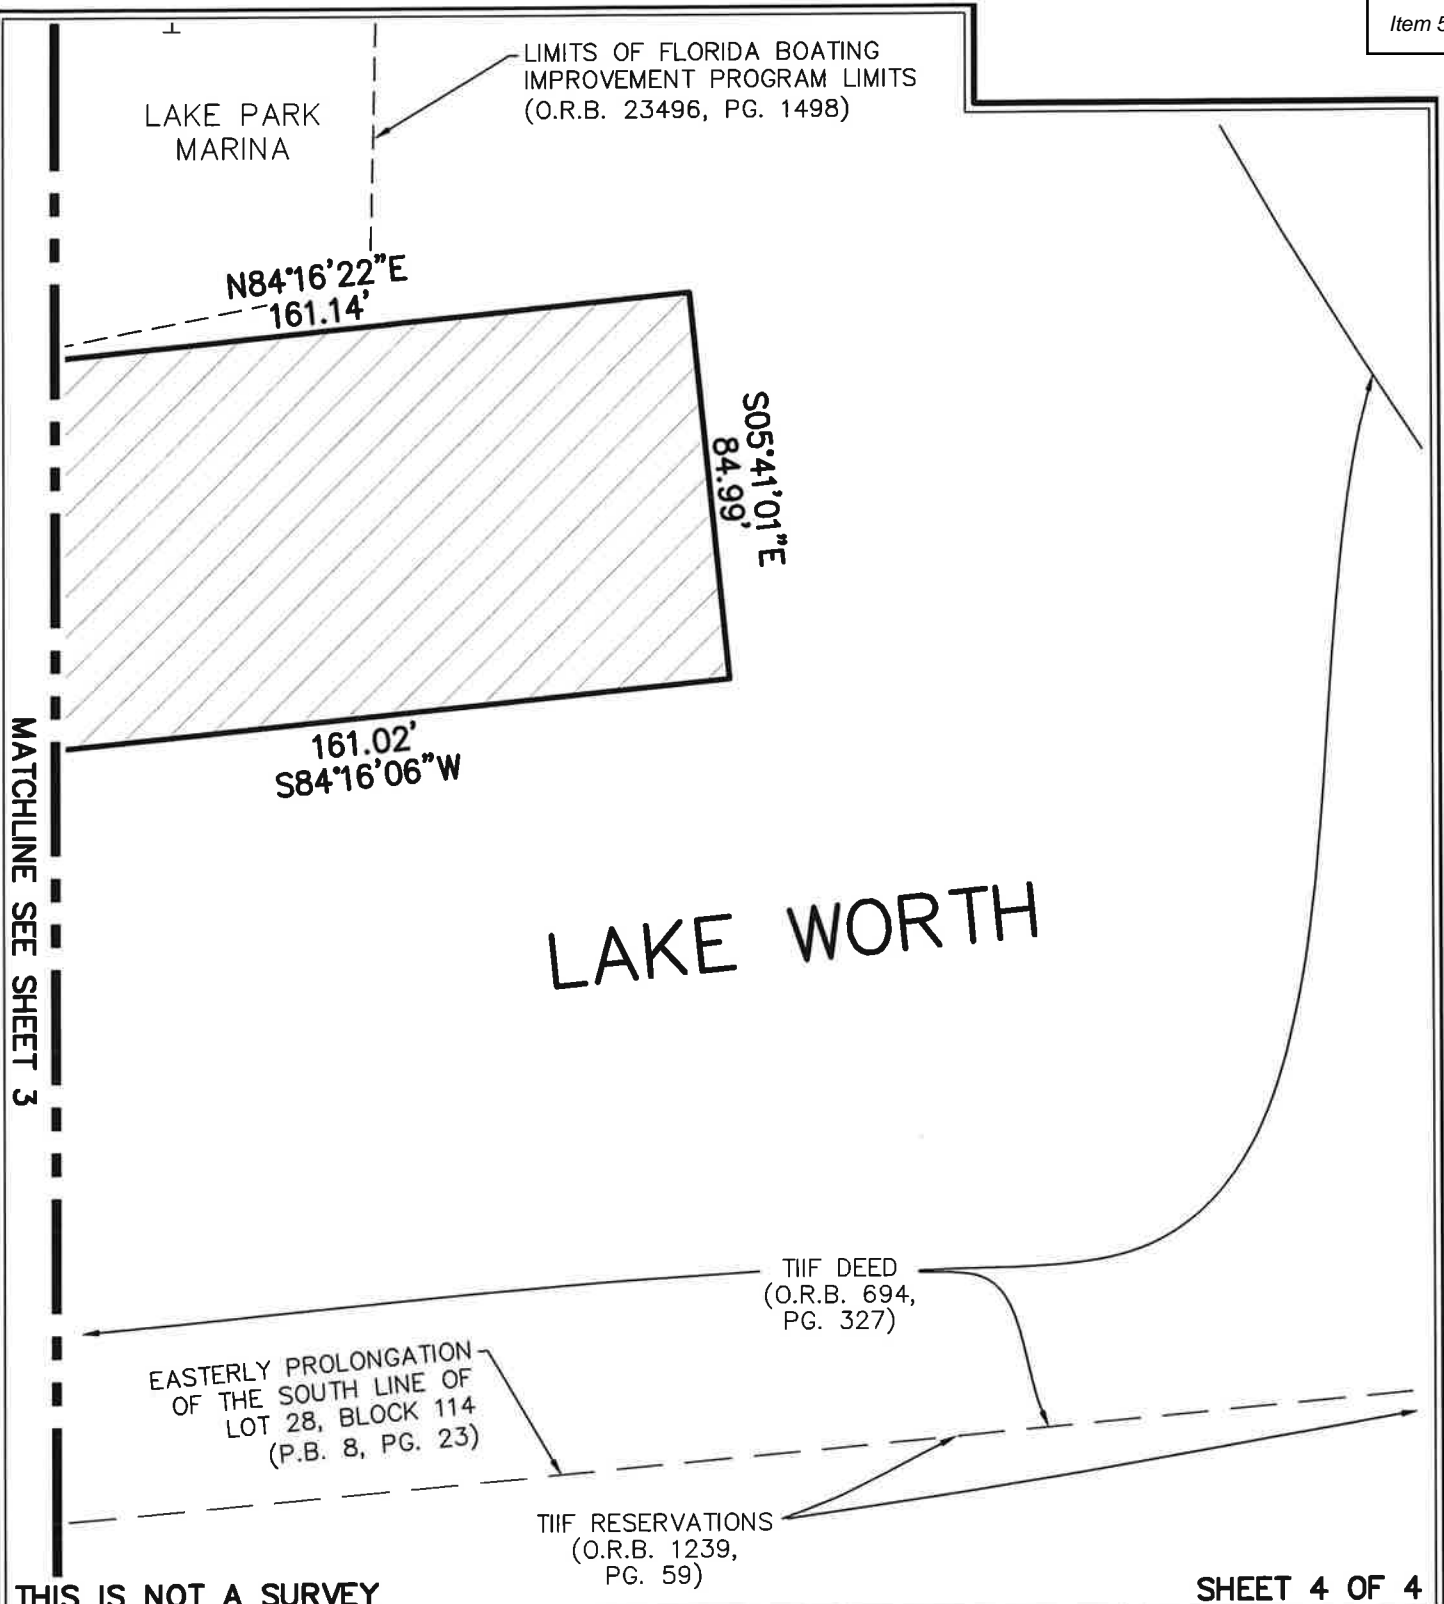 Item 5
LIMITS OF FLORIDA BOATING
IMPROVEMENT PROGRAM LIMITS
(O.R.B. 23496, PG. 1498)
LAKE PARK
MARINA
N84°16'22"E
161.14'
S05°41'01"E
84.99'
161.02'
S84°16'06"W
MATCHLINE SEE SHEET 3
LAKE WORTH
TIIF DEED
(O.R.B. 694,
PG. 327)
EASTERLY PROLONGATION
OF THE SOUTH LINE OF
LOT 28, BLOCK 114
(P.B. 8, PG. 23)
TIIF RESERVATIONS
(O.R.B. 1239,
PG. 59)
THIS IS NOT A SURVEY
SHEET 4 OF 4